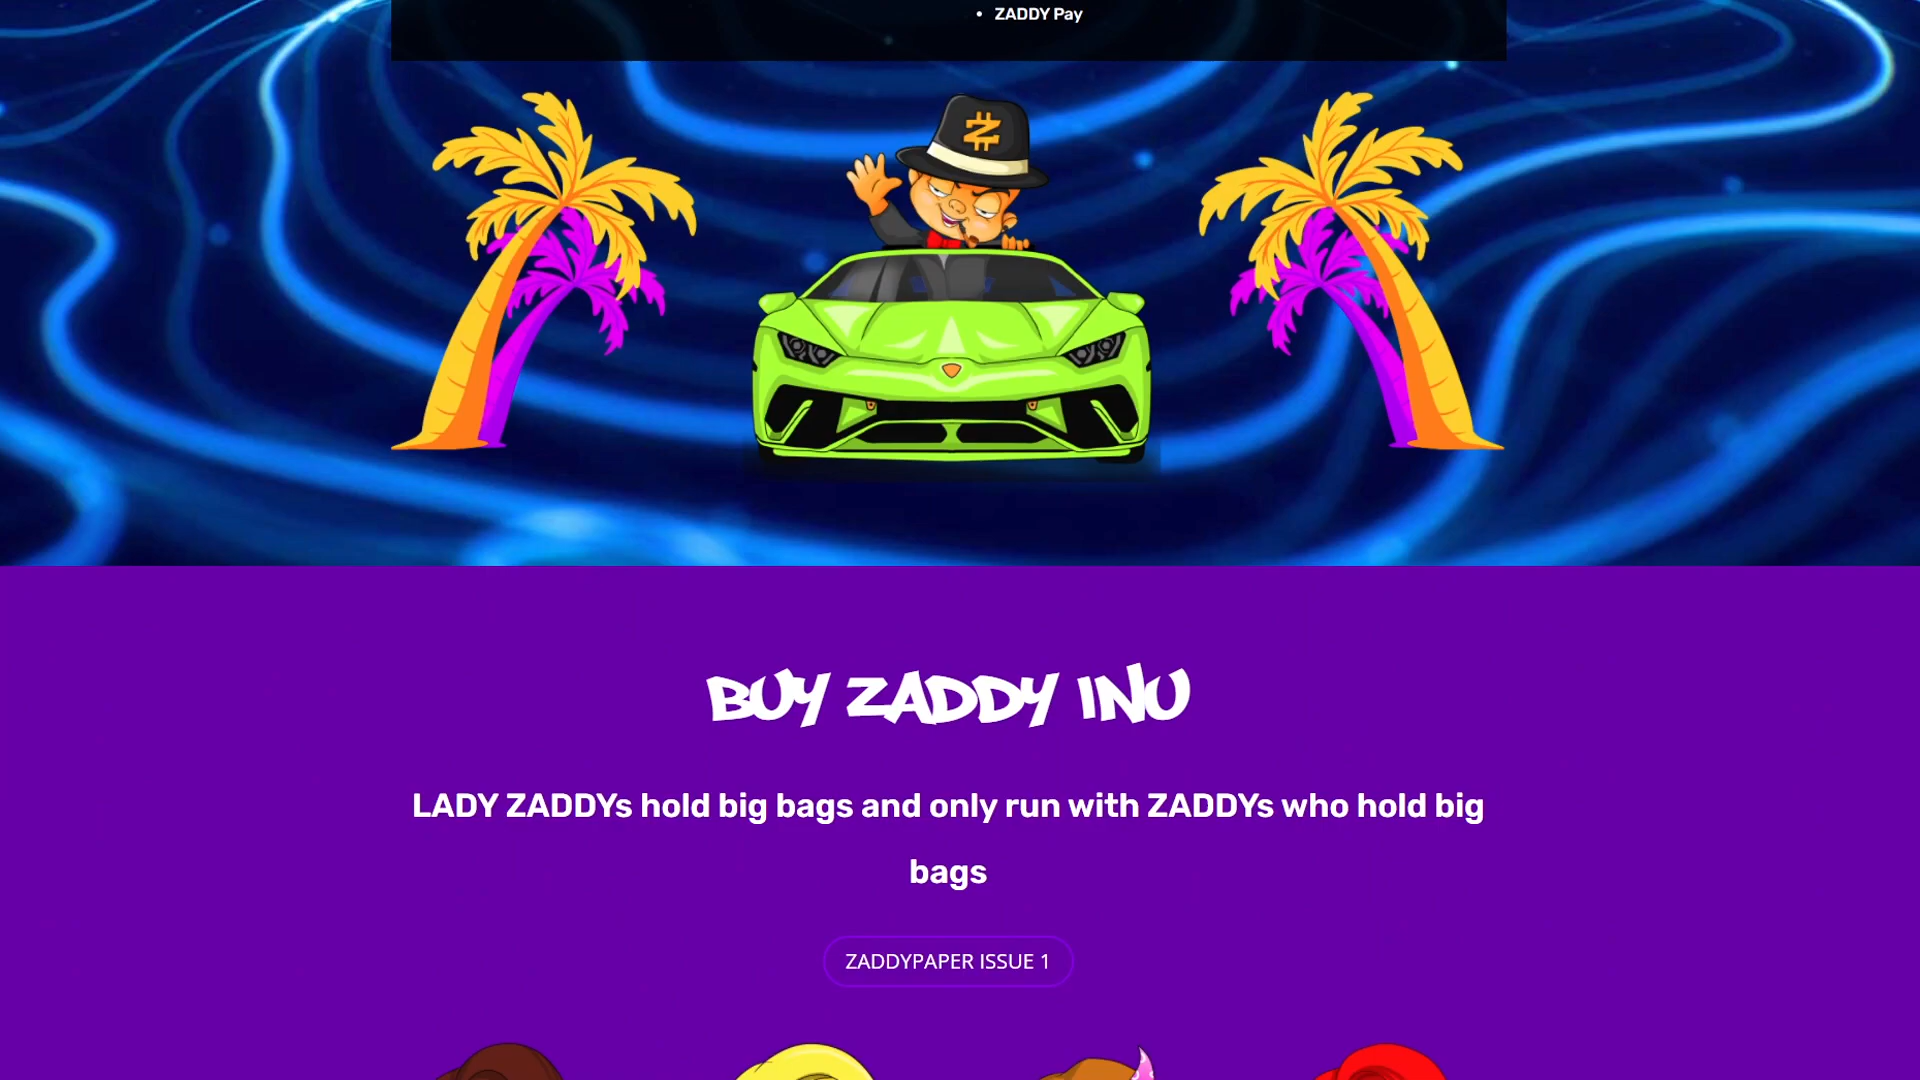 ZADDY Pay
BUY ZADDY INU
LADY ZADDYs hold big bags and only run with ZADDYs who hold big
bags
ZADDYPAPER ISSUE 1